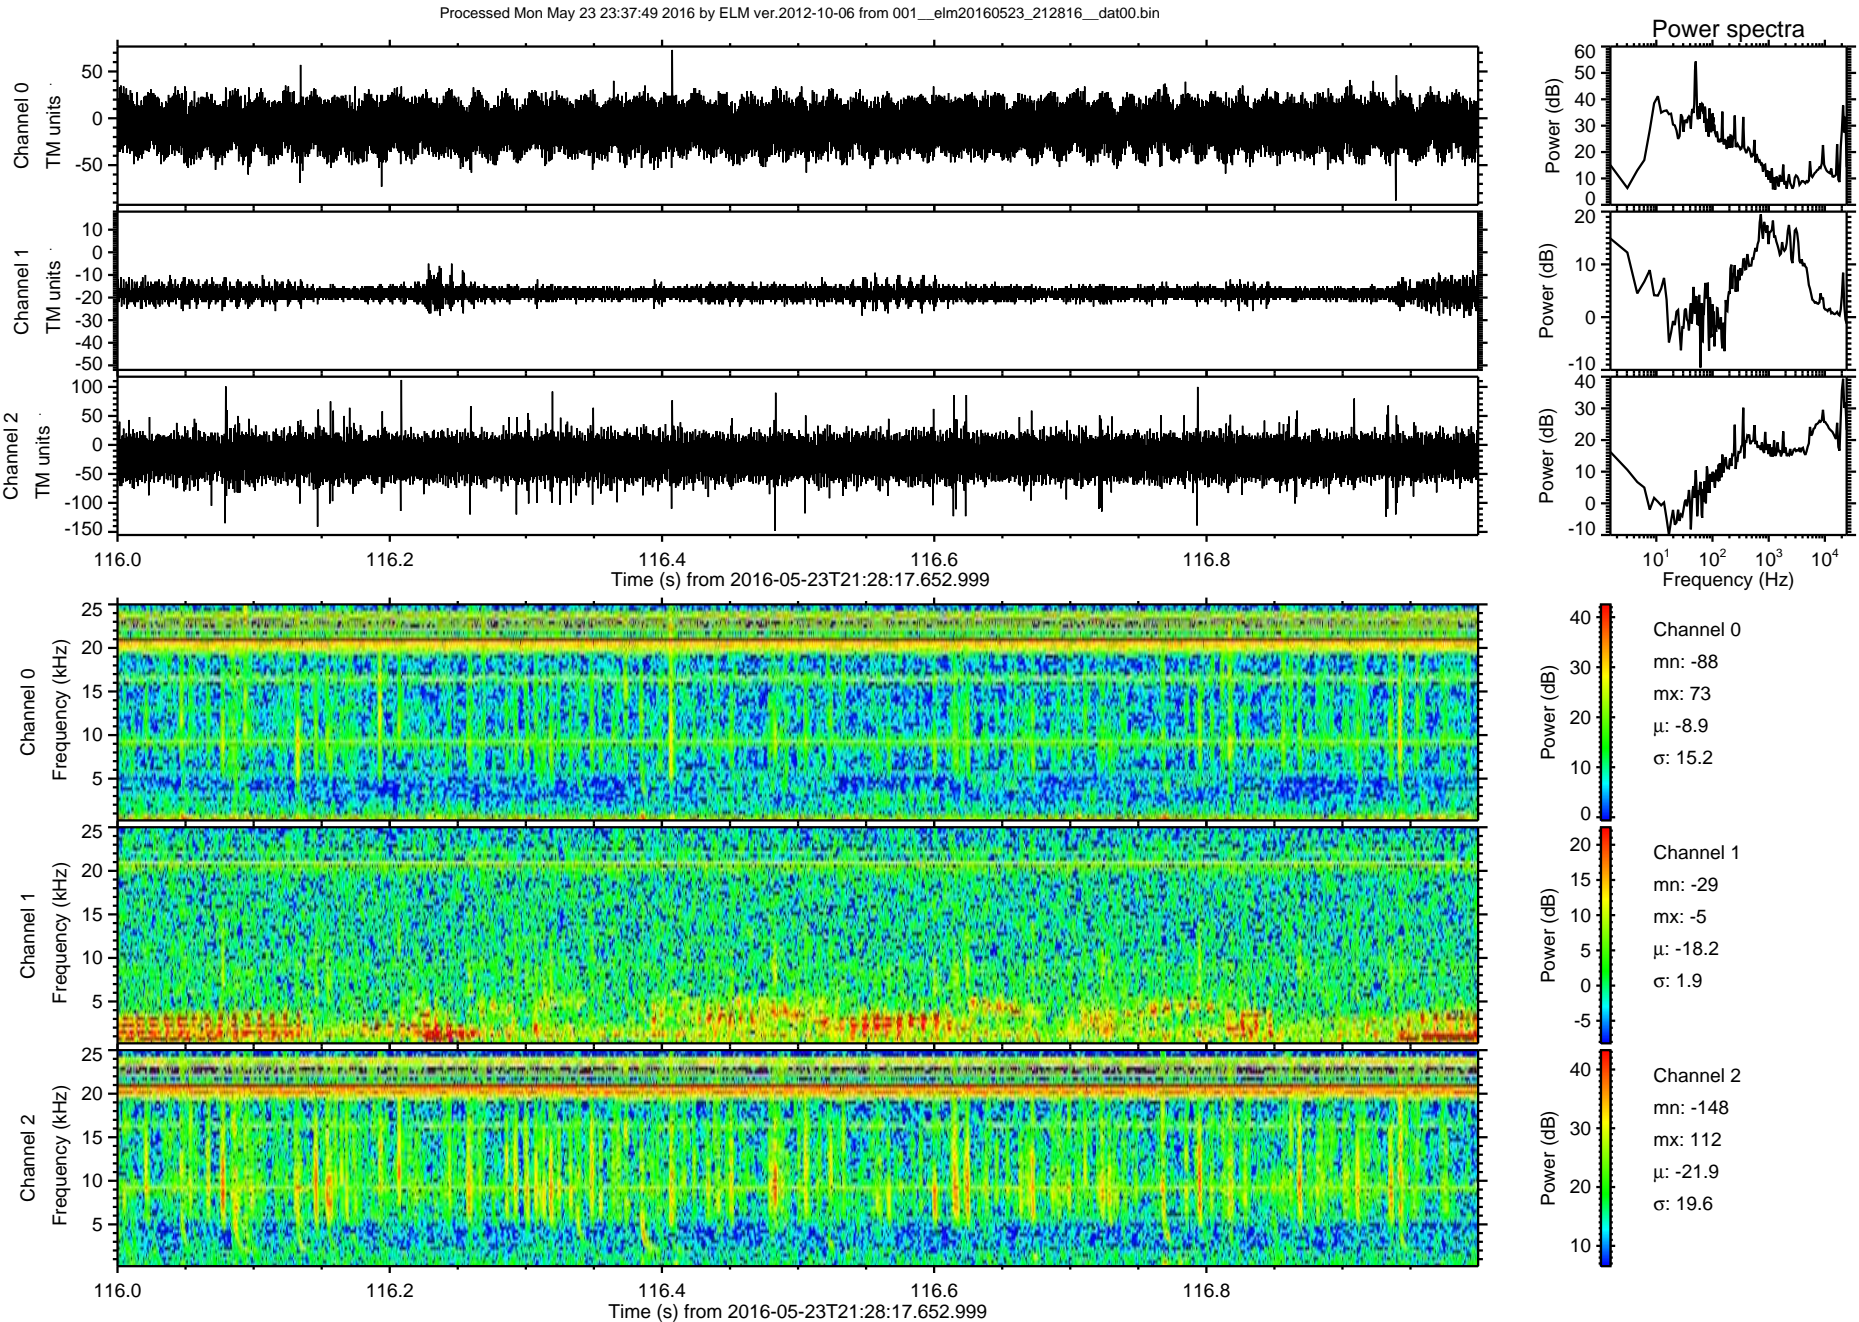 Processed Mon May 23 23:37:49 2016 by ELM ver.2012-10-06 from 001__elm20160523_212816__dat00.bin
Power spectra
Channel 0
TM units
50
0
-50
Power (dB)
60
50
40
30
20
10
0
Channel 1
TM units
10
0
-10
-20
-30
-40
-50
Power (dB)
20
10
0
-10
Channel 2
TM units
100
50
0
-50
-100
-150
Power (dB)
40
30
20
10
0
-10
116.0 116.2 116.4 116.6 116.8
Time (s) from 2016-05-23T21:28:17.652.999
10¹ 10² 10³ 10⁴
Frequency (Hz)
Channel 0
Frequency (kHz)
25
20
15
10
5
Power (dB)
40
30
20
10
0
Channel 0
mn: -88
mx: 73
μ: -8.9
σ: 15.2
Channel 1
Frequency (kHz)
25
20
15
10
5
Power (dB)
20
15
10
5
0
-5
Channel 1
mn: -29
mx: -5
μ: -18.2
σ: 1.9
Channel 2
Frequency (kHz)
25
20
15
10
5
Power (dB)
40
30
20
10
Channel 2
mn: -148
mx: 112
μ: -21.9
σ: 19.6
116.0 116.2 116.4 116.6 116.8
Time (s) from 2016-05-23T21:28:17.652.999